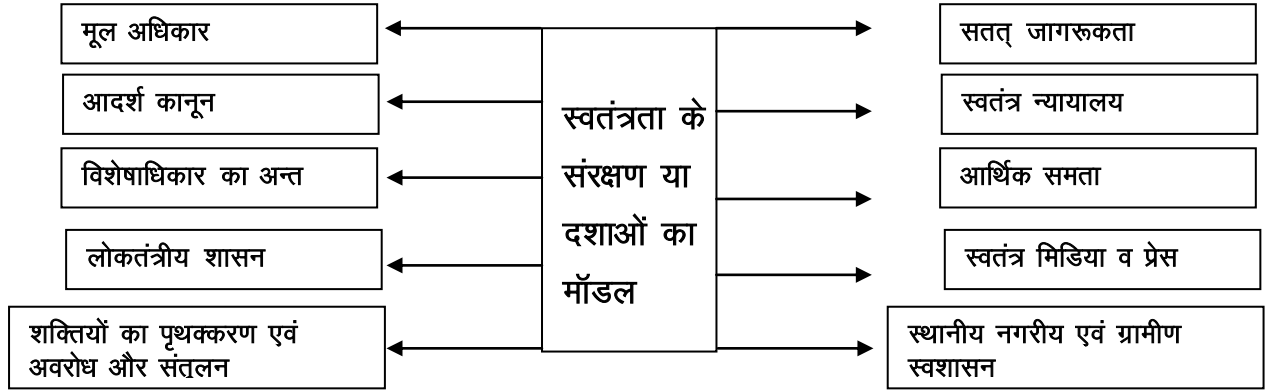 मूल अधिकार
आदर्श कानून
विशेषाधिकार का अन्त
लोकतंत्रीय शासन
शक्तियों का पृथक्करण एवं
अवरोध और संतुलन
स्वतंत्रता के
संरक्षण या
दशाओं का
मॉडल
सतत् जागरूकता
स्वतंत्र न्यायालय
आर्थिक समता
स्वतंत्र मिडिया व प्रेस
स्थानीय नगरीय एवं ग्रामीण
स्वशासन